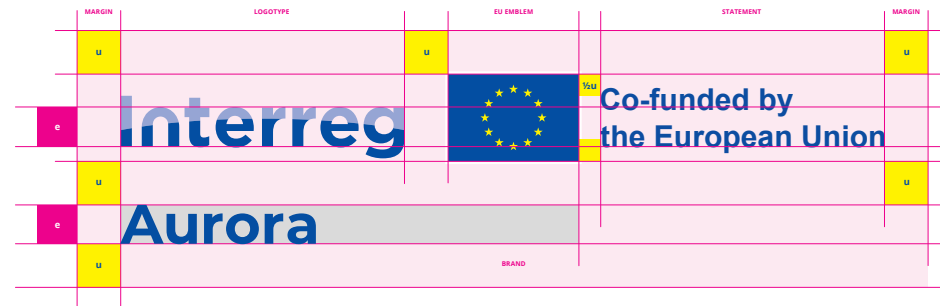 MARGIN LOGOTYPE EU EMBLEM STATEMENT MARGIN
u u u
½u
Interreg Co-funded by
the European Union
e
u u
e Aurora
u BRAND